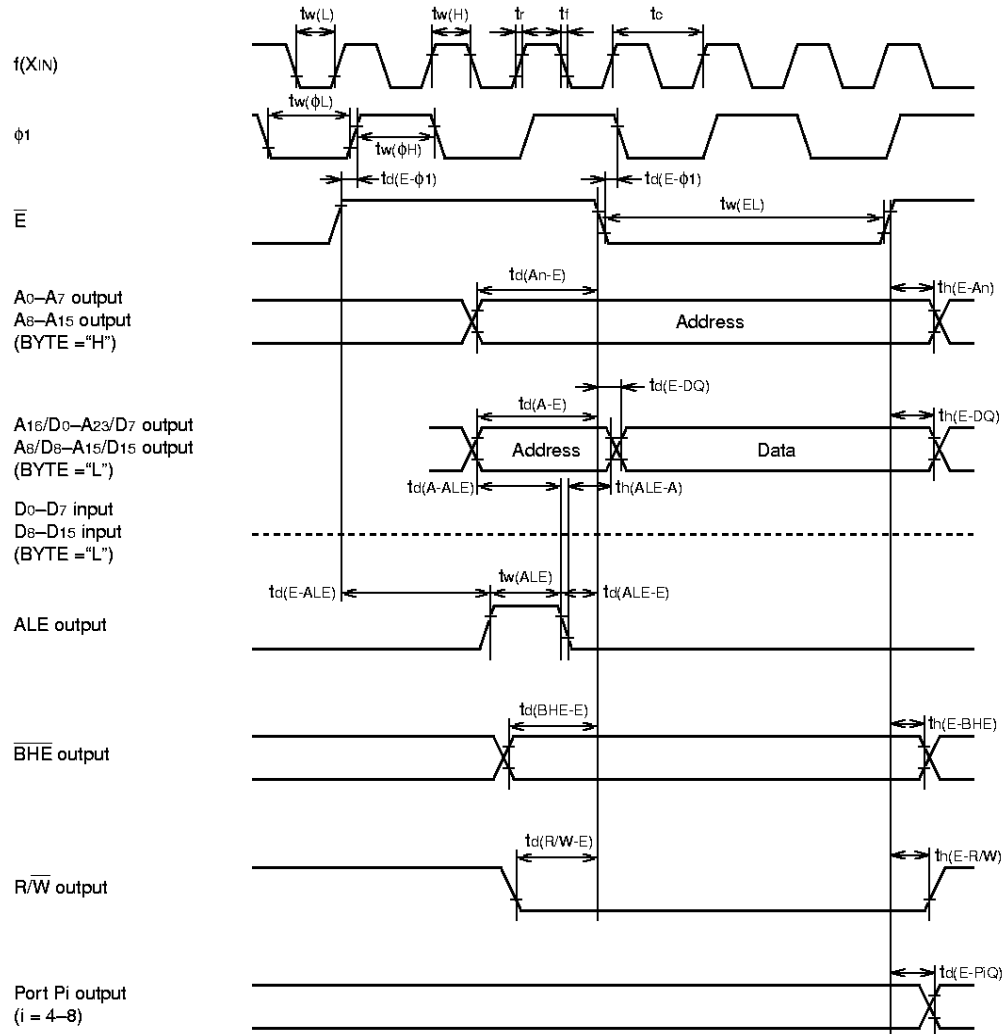 tw(L) tw(H) tr tf tc
f(XIN)
tw(ϕL)
ϕ1
tw(ϕH)
td(E-ϕ1) td(E-ϕ1)
E̅ tw(EL)
td(An-E) th(E-An)
A0–A7 output
A8–A15 output Address
(BYTE ="H")
td(E-DQ)
td(A-E) th(E-DQ)
A16/D0–A23/D7 output
A8/D8–A15/D15 output Address Data
(BYTE ="L")
td(A-ALE) th(ALE-A)
D0–D7 input
D8–D15 input
(BYTE ="L")
tw(ALE)
td(E-ALE) td(ALE-E)
ALE output
td(BHE-E) th(E-BHE)
B̅H̅E̅ output
td(R/W-E) th(E-R/W)
R/W̅ output
td(E-PiQ)
Port Pi output
(i = 4–8)